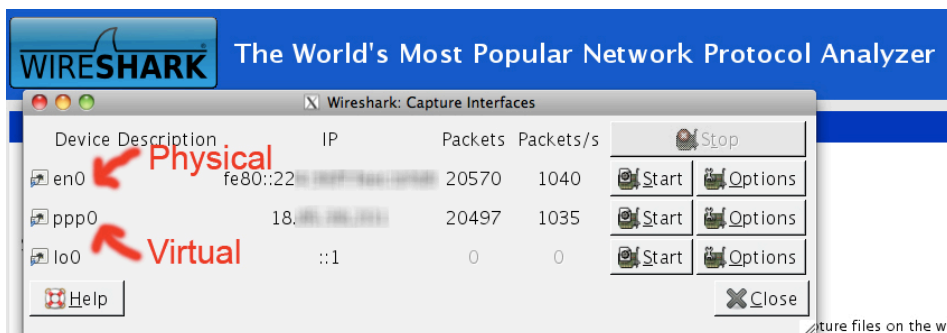 WIRESHARK The World's Most Popular Network Protocol Analyzer
Wireshark: Capture Interfaces
Device Description IP Packets Packets/s Stop
Physical
en0 fe80::22 20570 1040 Start Options
ppp0 18. 20497 1035 Start Options
Virtual
lo0 ::1 0 0 Start Options
Help Close
ture files on the w